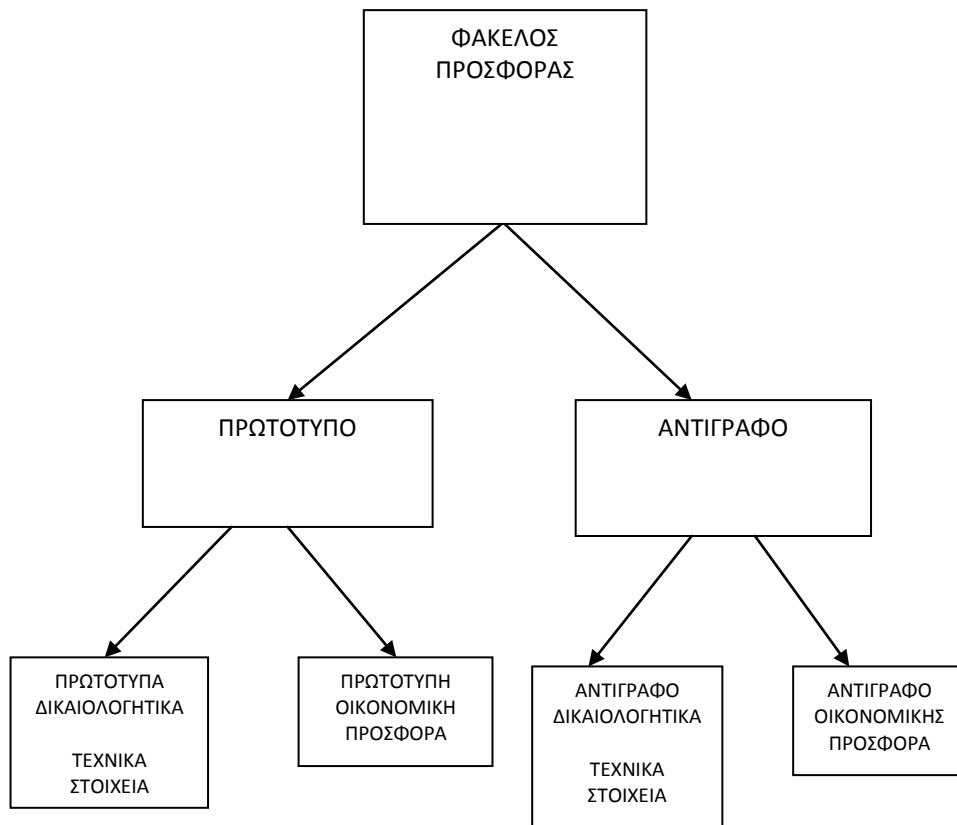 ΦΑΚΕΛΟΣ
ΠΡΟΣΦΟΡΑΣ
ΠΡΩΤΟΤΥΠΟ
ΑΝΤΙΓΡΑΦΟ
ΠΡΩΤΟΤΥΠΑ
ΔΙΚΑΙΟΛΟΓΗΤΙΚΑ
ΤΕΧΝΙΚΑ
ΣΤΟΙΧΕΙΑ
ΠΡΩΤΟΤΥΠΗ
ΟΙΚΟΝΟΜΙΚΗ
ΠΡΟΣΦΟΡΑ
ΑΝΤΙΓΡΑΦΟ
ΔΙΚΑΙΟΛΟΓΗΤΙΚΑ
ΤΕΧΝΙΚΑ
ΣΤΟΙΧΕΙΑ
ΑΝΤΙΓΡΑΦΟ
ΟΙΚΟΝΟΜΙΚΗΣ
ΠΡΟΣΦΟΡΑ